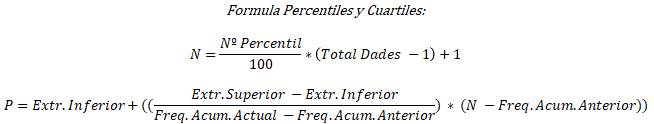 Formula Percentiles y Cuartiles:
N = Nº Percentil / 100 ∗ (Total Dades − 1) + 1
P = Extr. Inferior + ((Extr. Superior − Extr. Inferior / Freq. Acum. Actual − Freq. Acum. Anterior) ∗ (N − Freq. Acum. Anterior))